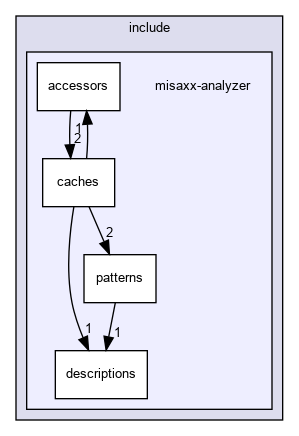 include
accessors
misaxx-analyzer
1
2
caches
2
patterns
1
1
descriptions